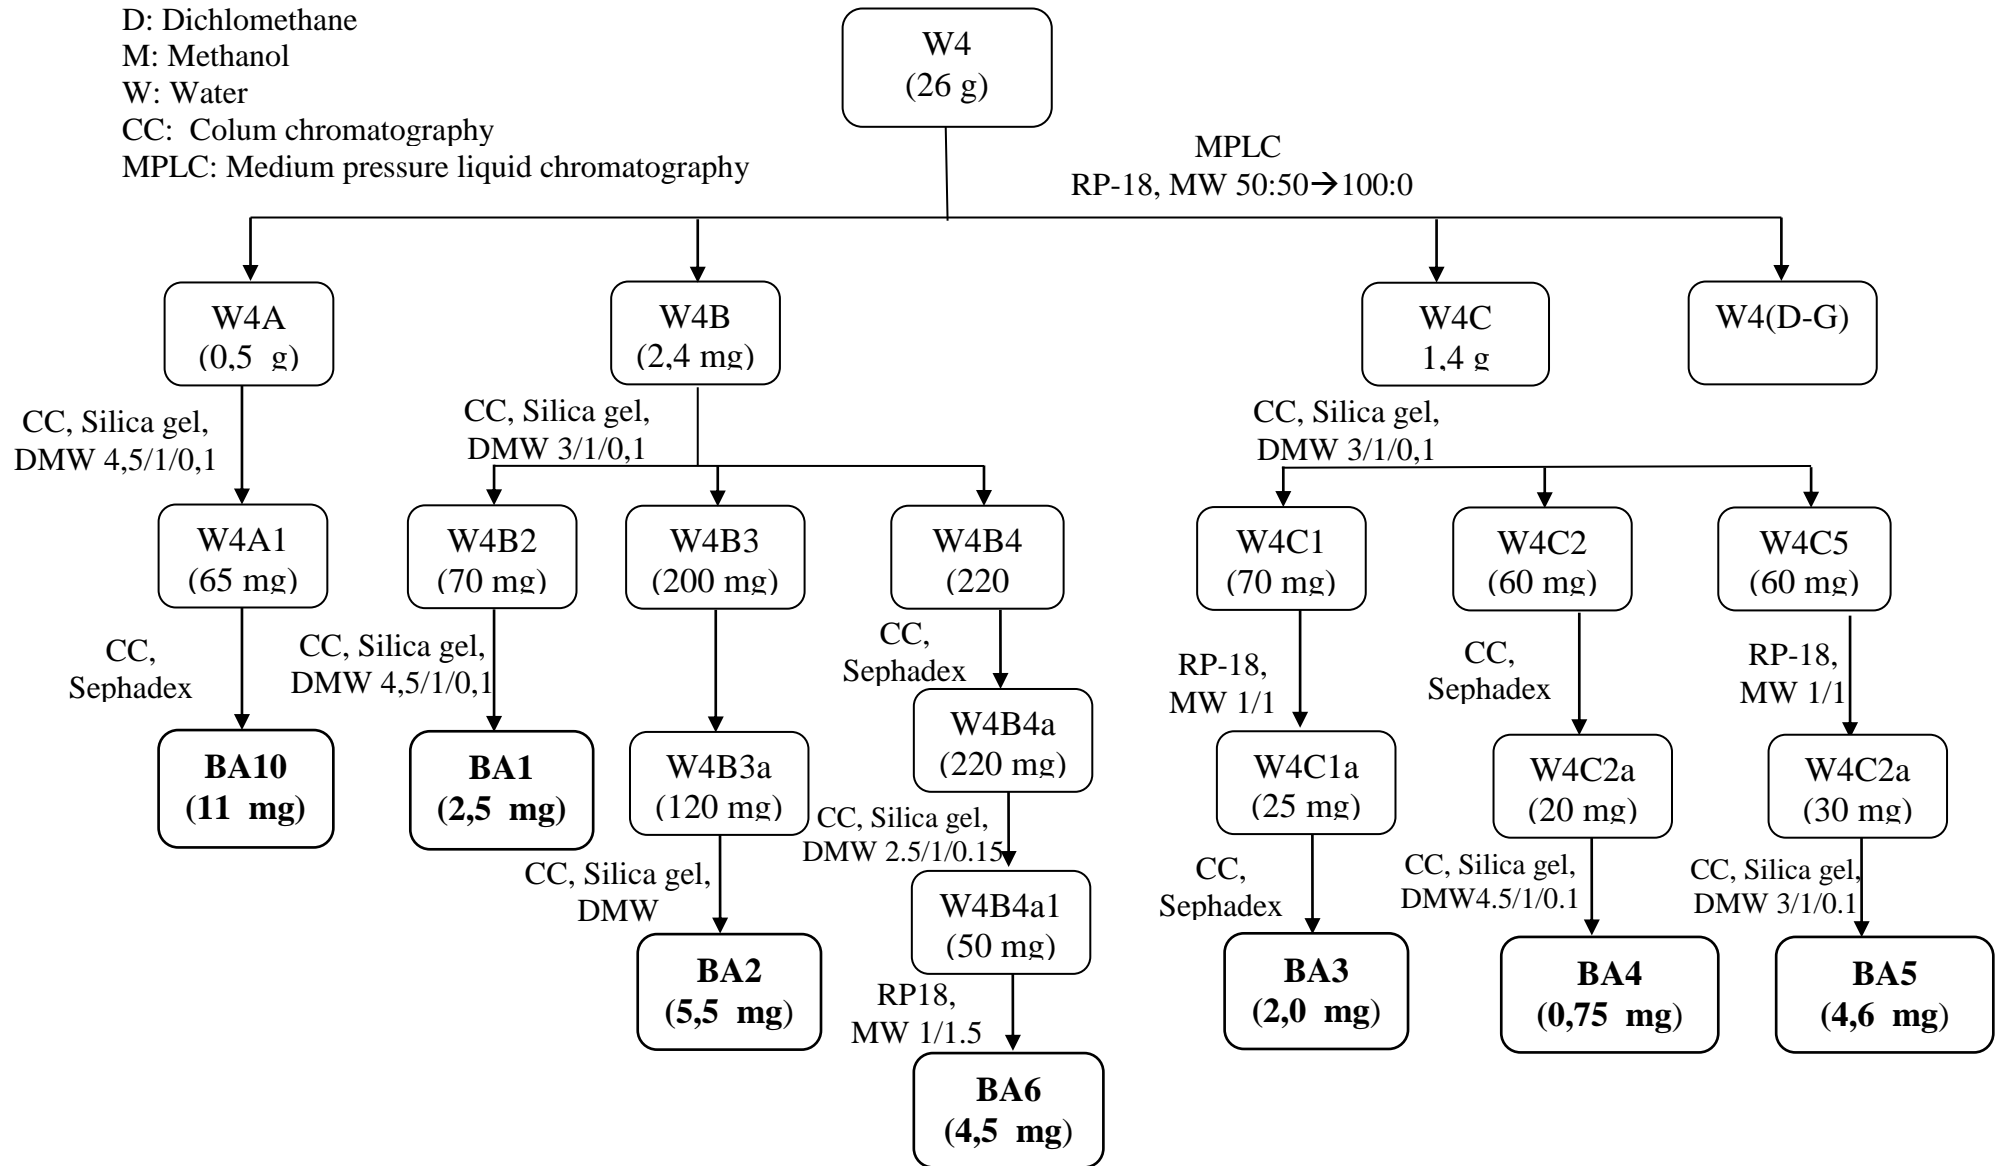 D: Dichlomethane
M: Methanol
W: Water
CC: Colum chromatography
MPLC: Medium pressure liquid chromatography
W4
(26 g)
MPLC
RP-18, MW 50:50→100:0
W4A
(0,5 g)
W4B
(2,4 mg)
W4C
1,4 g
W4(D-G)
CC, Silica gel,
DMW 4,5/1/0,1
CC, Silica gel,
DMW 3/1/0,1
CC, Silica gel,
DMW 3/1/0,1
W4A1
(65 mg)
W4B2
(70 mg)
W4B3
(200 mg)
W4B4
(220
W4C1
(70 mg)
W4C2
(60 mg)
W4C5
(60 mg)
CC,
Sephadex
CC, Silica gel,
DMW 4,5/1/0,1
CC,
Sephadex
RP-18,
MW 1/1
CC,
Sephadex
RP-18,
MW 1/1
BA10
(11 mg)
BA1
(2,5 mg)
W4B3a
(120 mg)
W4B4a
(220 mg)
W4C1a
(25 mg)
W4C2a
(20 mg)
W4C2a
(30 mg)
CC, Silica gel,
DMW
CC, Silica gel,
DMW 2.5/1/0.15
CC,
Sephadex
CC, Silica gel,
DMW4.5/1/0.1
CC, Silica gel,
DMW 3/1/0.1
BA2
(5,5 mg)
W4B4a1
(50 mg)
BA3
(2,0 mg)
BA4
(0,75 mg)
BA5
(4,6 mg)
RP18,
MW 1/1.5
BA6
(4,5 mg)